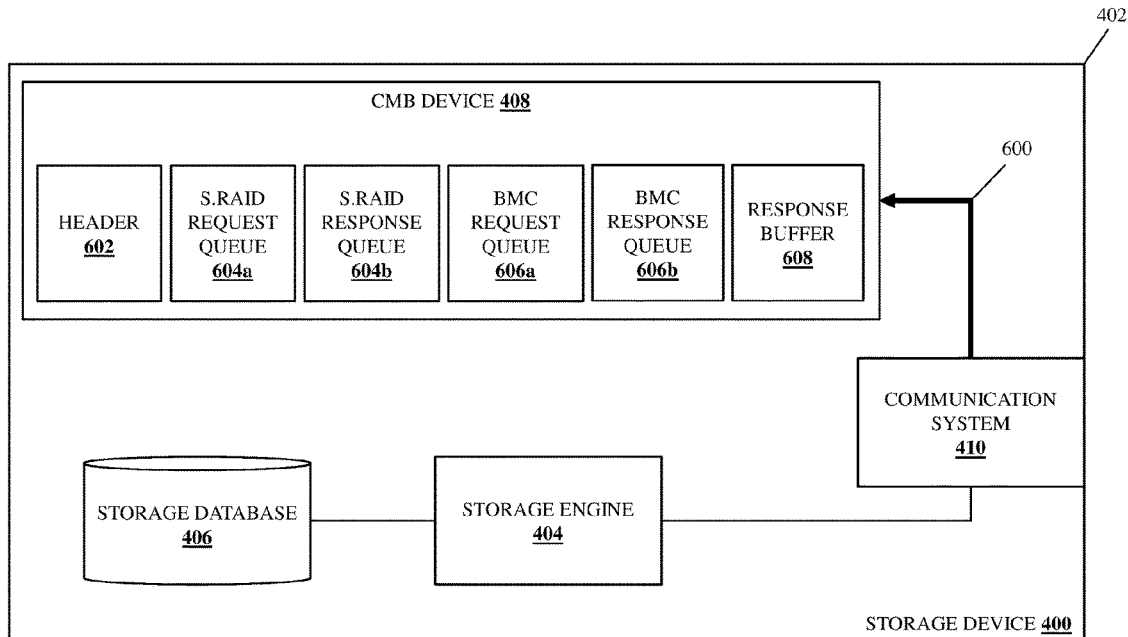 402
CMB DEVICE 408
600
HEADER
602
S.RAID
REQUEST
QUEUE
604a
S.RAID
RESPONSE
QUEUE
604b
BMC
REQUEST
QUEUE
606a
BMC
RESPONSE
QUEUE
606b
RESPONSE
BUFFER
608
COMMUNICATION
SYSTEM
410
STORAGE DATABASE
406
STORAGE ENGINE
404
STORAGE DEVICE 400